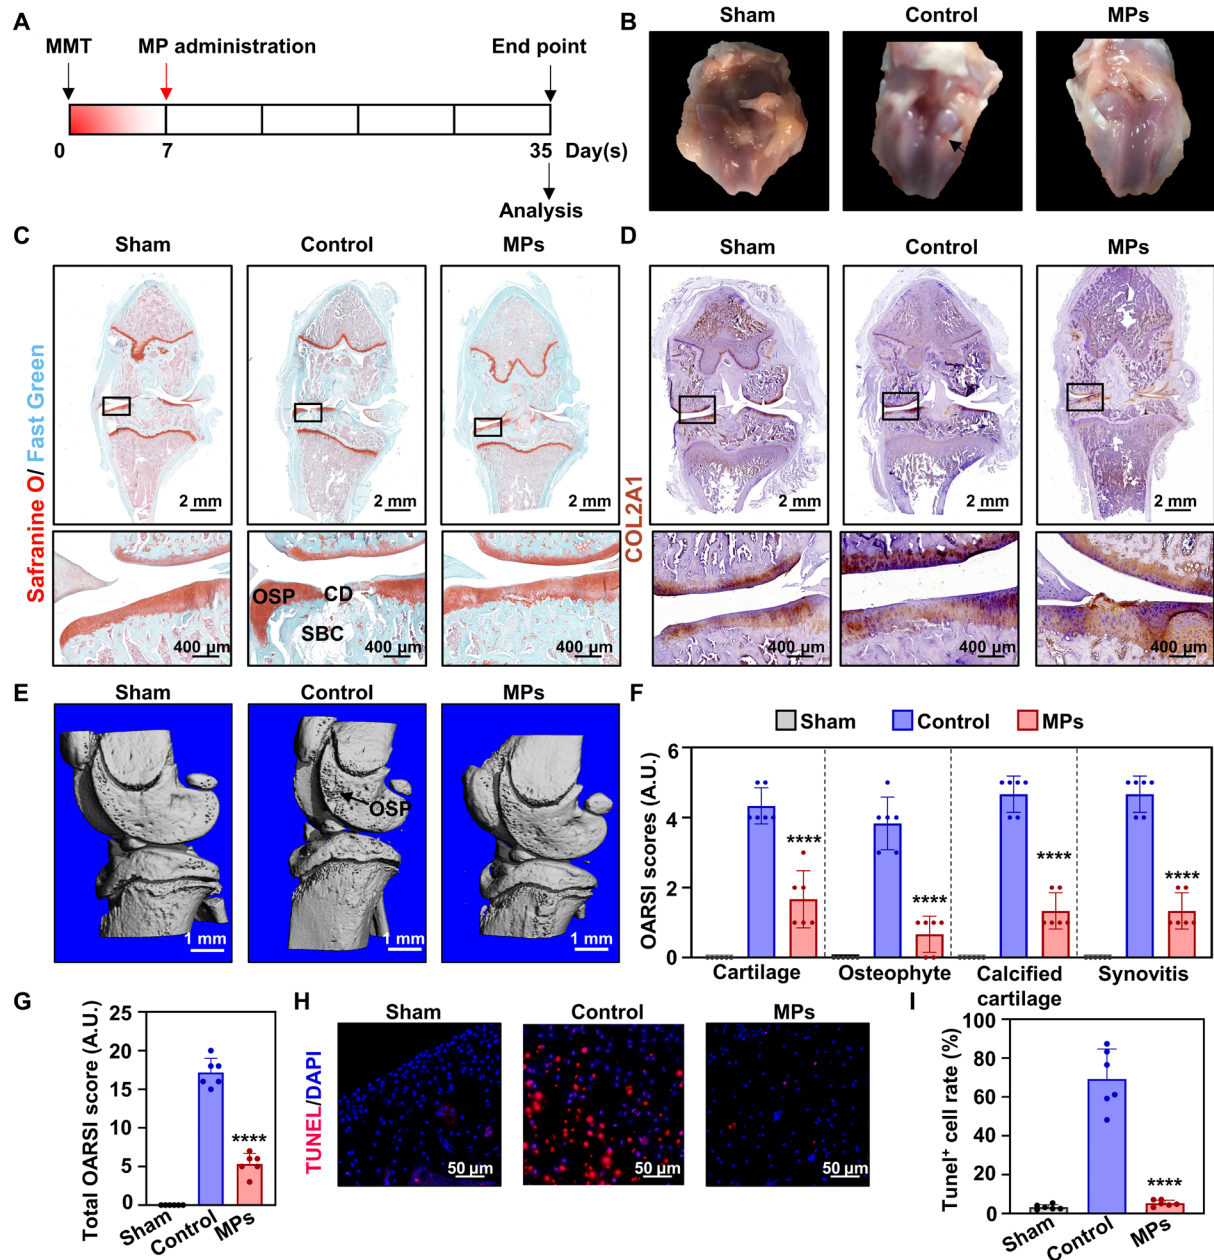 A
MMT
MP administration
End point
0
7
35
Day(s)
Analysis
B
Sham
Control
MPs
C
Sham
Control
MPs
Safranine O/ Fast Green
2 mm
2 mm
2 mm
OSP
CD
SBC
400 µm
400 µm
400 µm
D
Sham
Control
MPs
COL2A1
2 mm
2 mm
2 mm
400 µm
400 µm
400 µm
E
Sham
Control
MPs
OSP
1 mm
1 mm
1 mm
F
Sham
Control
MPs
OARSI scores (A.U.)
6
4
2
0
****
****
****
****
Cartilage
Osteophyte
Calcified
cartilage
Synovitis
G
Total OARSI score (A.U.)
25
20
15
10
5
0
****
Sham
Control
MPs
H
Sham
Control
MPs
TUNEL/DAPI
50 µm
50 µm
50 µm
I
Tunel⁺ cell rate (%)
100
80
60
40
20
0
****
Sham
Control
MPs